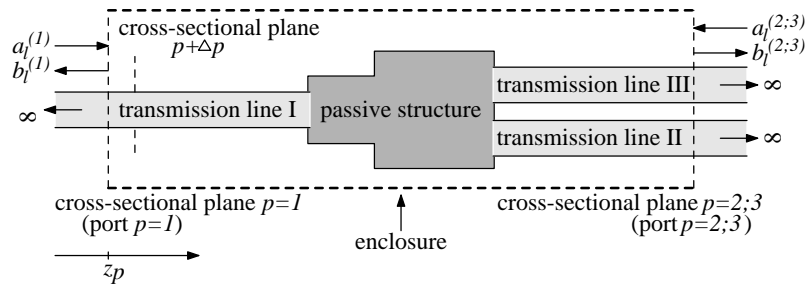 cross-sectional plane
p+Δp
a_l^(1)
b_l^(1)
a_l^(2;3)
b_l^(2;3)
∞
transmission line I
passive structure
transmission line III
∞
transmission line II
∞
cross-sectional plane p=1
(port p=1)
cross-sectional plane p=2;3
(port p=2;3)
enclosure
z_p